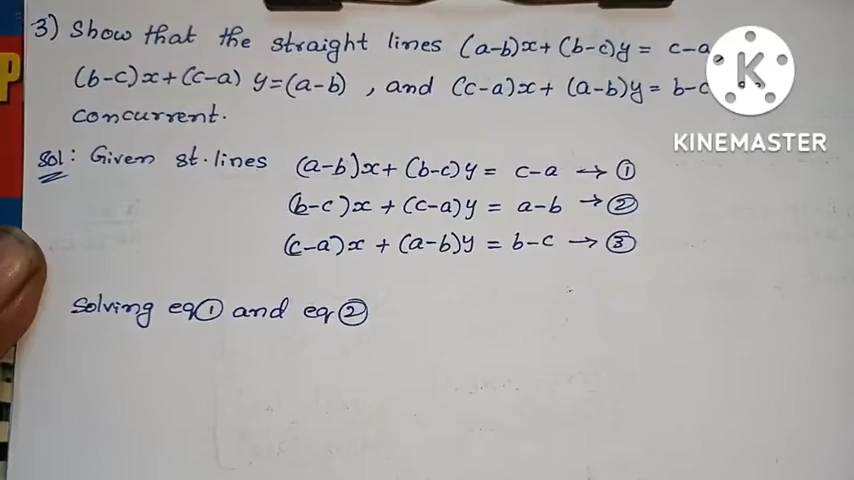 3) Show that the straight lines (a-b)x+(b-c)y = c-a
(b-c)x+(c-a) y=(a-b) , and (c-a)x+ (a-b)y= b-c
concurrent.
Sol: Given st. lines (a-b)x+(b-c)y = c-a → ①
(b-c)x + (c-a)y = a-b → ②
(c-a)x + (a-b)y = b-c → ③
Solving eq① and eq②
K
KINEMASTER
P